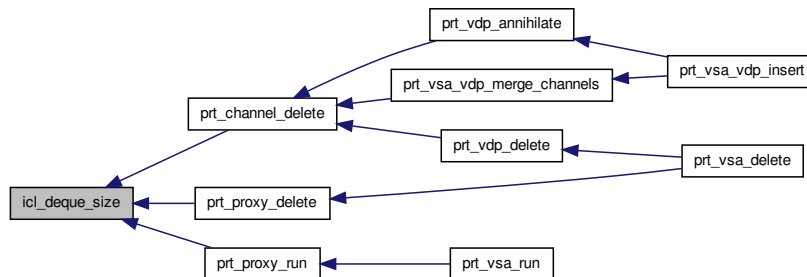 prt_vdp_annihilate
prt_vsa_vdp_insert
prt_vsa_vdp_merge_channels
prt_channel_delete
prt_vdp_delete
prt_vsa_delete
icl_deque_size
prt_proxy_delete
prt_proxy_run
prt_vsa_run